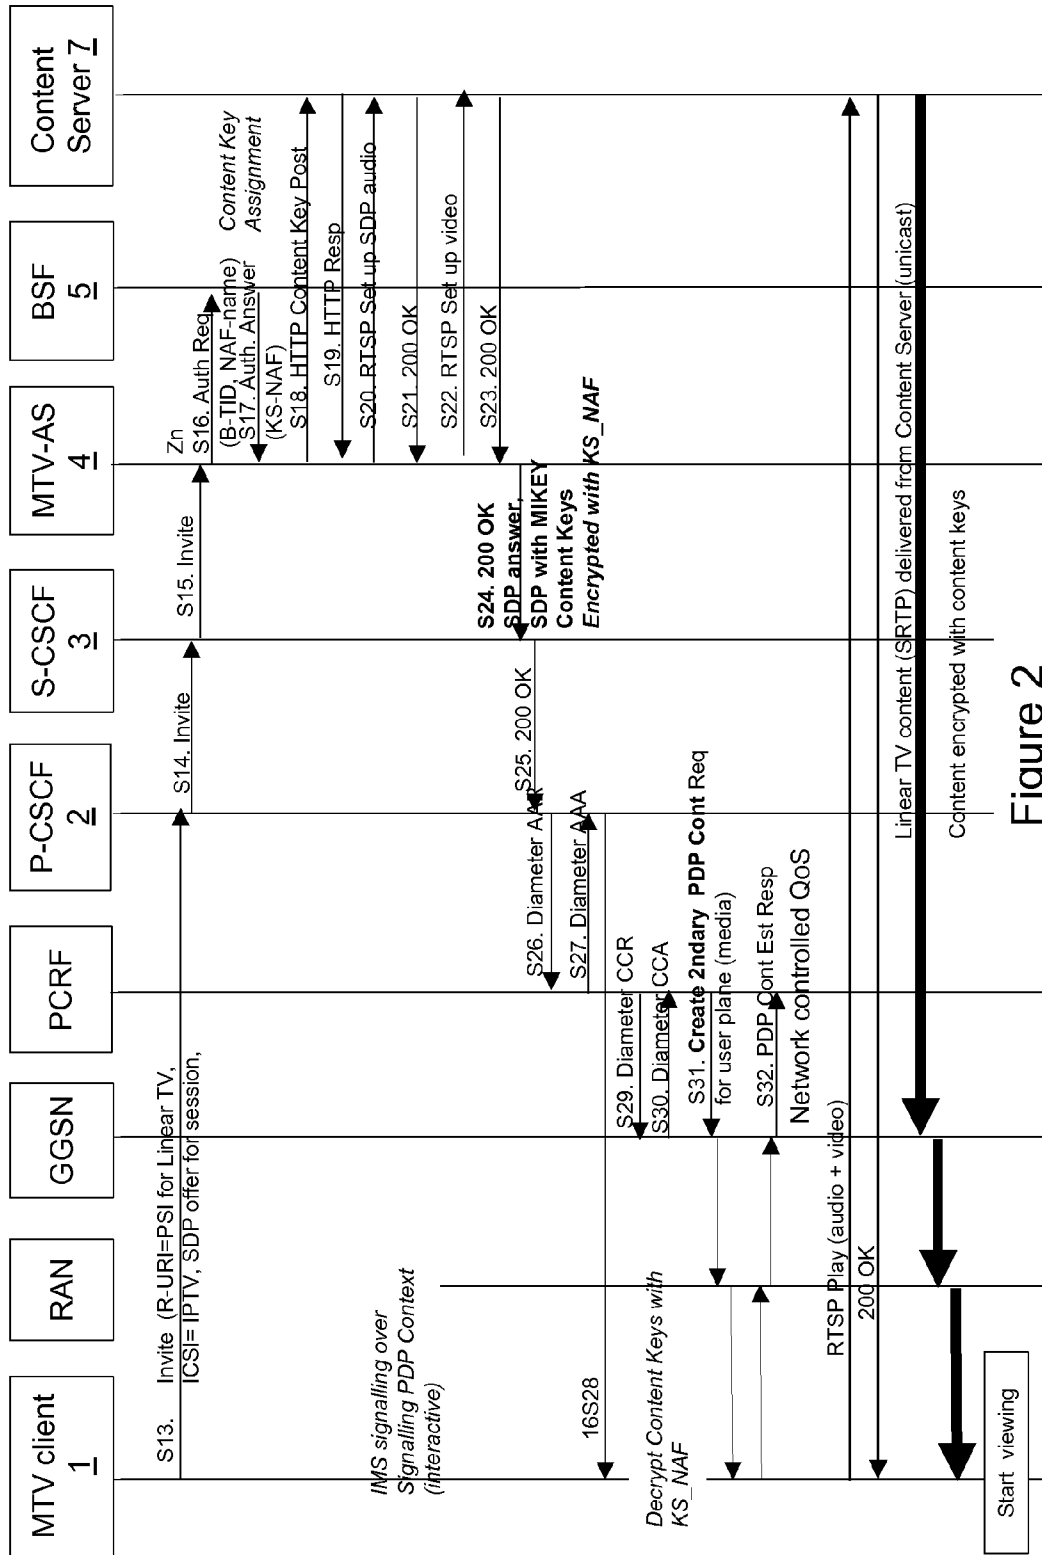 MTV client
1
RAN
GGSN
PCRF
P-CSCF
2
S-CSCF
3
MTV-AS
4
BSF
5
Content
Server 7
S13. Invite (R-URI=PSI for Linear TV,
ICSI= IPTV, SDP offer for session,
S14. Invite
S15. Invite
Zn
S16. Auth Req
(B-TID, NAF-name)
S17. Auth. Answer
(KS-NAF)
Content Key
Assignment
S18. HTTP Content Key Post
S19. HTTP Resp
S20. RTSP Set up SDP audio
S21. 200 OK
S22. RTSP Set up video
S23. 200 OK
IMS signalling over
Signalling PDP Context
(interactive)
S24. 200 OK
SDP answer,
SDP with MIKEY
Content Keys
Encrypted with KS_NAF
S25. 200 OK
S26. Diameter AAR
S27. Diameter AAA
16S28
S29. Diameter CCR
S30. Diameter CCA
Decrypt Content Keys with
KS_NAF
S31. Create 2ndary PDP Cont Req
for user plane (media)
S32. PDP Cont Est Resp
Network controlled QoS
RTSP Play (audio + video)
200 OK
Linear TV content (SRTP) delivered from Content Server (unicast)
Content encrypted with content keys
Start viewing
Figure 2